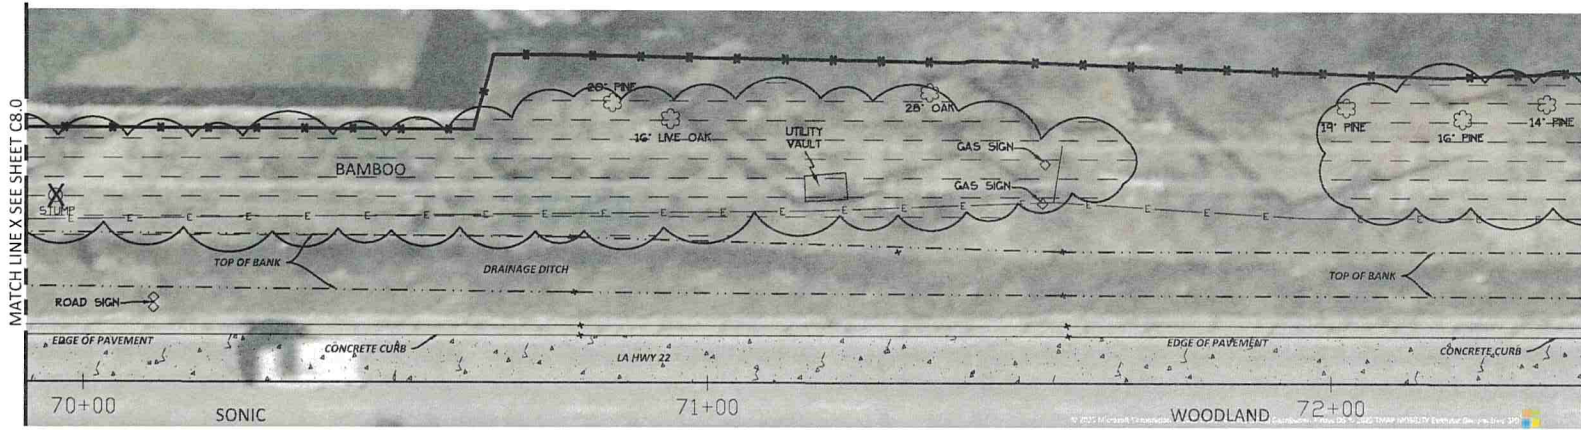 MATCH LINE X SEE SHEET C8.0
20" PINE
16" LIVE OAK
28" OAK
19" PINE
16" PINE
14" PINE
UTILITY
VAULT
GAS SIGN
GAS SIGN
BAMBOO
STUMP
E E E E E E E E E E E E E E E E E E E
TOP OF BANK
DRAINAGE DITCH
TOP OF BANK
ROAD SIGN
EDGE OF PAVEMENT
CONCRETE CURB
LA HWY 22
EDGE OF PAVEMENT
CONCRETE CURB
70+00
71+00
72+00
SONIC
WOODLAND